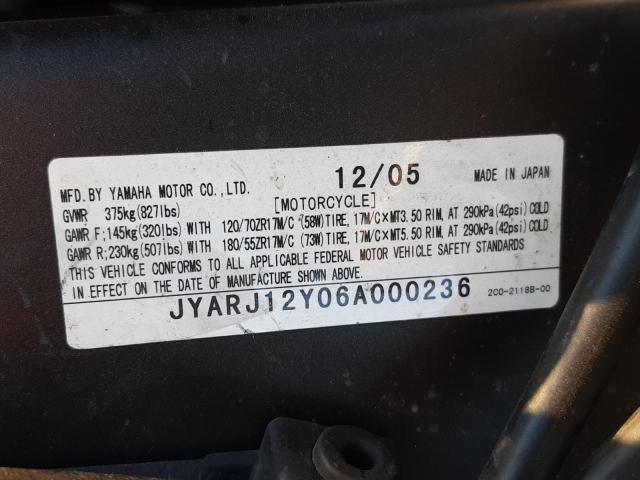 12/05
MFD.BY YAMAHA MOTOR CO.,LTD. MADE IN JAPAN
GVWR 375kg(827lbs) [MOTORCYCLE]
GAWR F;145kg(320lbs) WITH 120/70ZR17M/C (58W)TIRE, 17M/C×MT3.50 RIM, AT 290kPa(42psi)COLD
GAWR R;230kg(507lbs) WITH 180/55ZR17M/C (73W)TIRE, 17M/C×MT5.50 RIM, AT 290kPa(42psi)COLD
THIS VEHICLE CONFORMS TO ALL APPLICABLE FEDERAL MOTOR VEHICLE SAFETY STANDARDS
IN EFFECT ON THE DATE OF MANUFACTURE SHOWN ABOVE.
JYARJ12Y06A000236 2C0-2118B-00